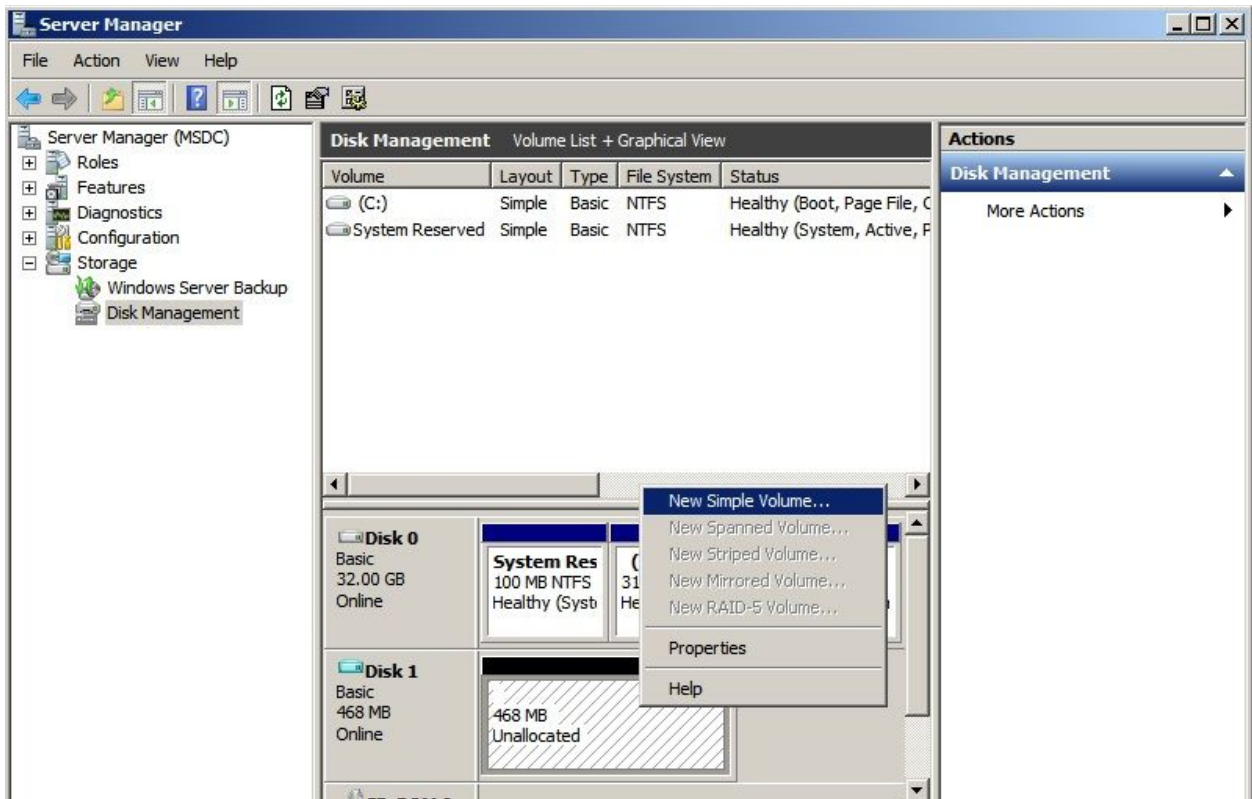 Server Manager
File Action View Help
Server Manager (MSDC)
Roles
Features
Diagnostics
Configuration
Storage
Windows Server Backup
Disk Management
Disk Management Volume List + Graphical View
Volume Layout Type File System Status
(C:) Simple Basic NTFS Healthy (Boot, Page File, C
System Reserved Simple Basic NTFS Healthy (System, Active, P
Disk 0
Basic
32.00 GB
Online
System Res
100 MB NTFS
Healthy (Syst
(
31
He
Disk 1
Basic
468 MB
Online
468 MB
Unallocated
New Simple Volume...
New Spanned Volume...
New Striped Volume...
New Mirrored Volume...
New RAID-5 Volume...
Properties
Help
Actions
Disk Management
More Actions